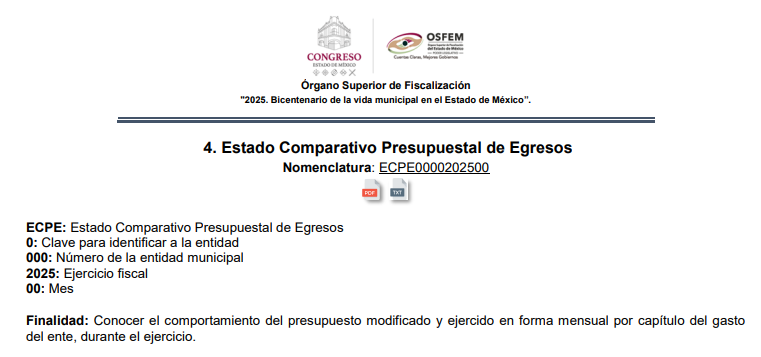 CONGRESO
ESTADO DE MÉXICO
OSFEM
Órgano Superior de Fiscalización
del Estado de México
Cuentas Claras, Mejores Gobiernos
Órgano Superior de Fiscalización
"2025. Bicentenario de la vida municipal en el Estado de México".
4. Estado Comparativo Presupuestal de Egresos
Nomenclatura: ECPE0000202500
PDF TXT
ECPE: Estado Comparativo Presupuestal de Egresos
0: Clave para identificar a la entidad
000: Número de la entidad municipal
2025: Ejercicio fiscal
00: Mes
Finalidad: Conocer el comportamiento del presupuesto modificado y ejercido en forma mensual por capítulo del gasto
del ente, durante el ejercicio.